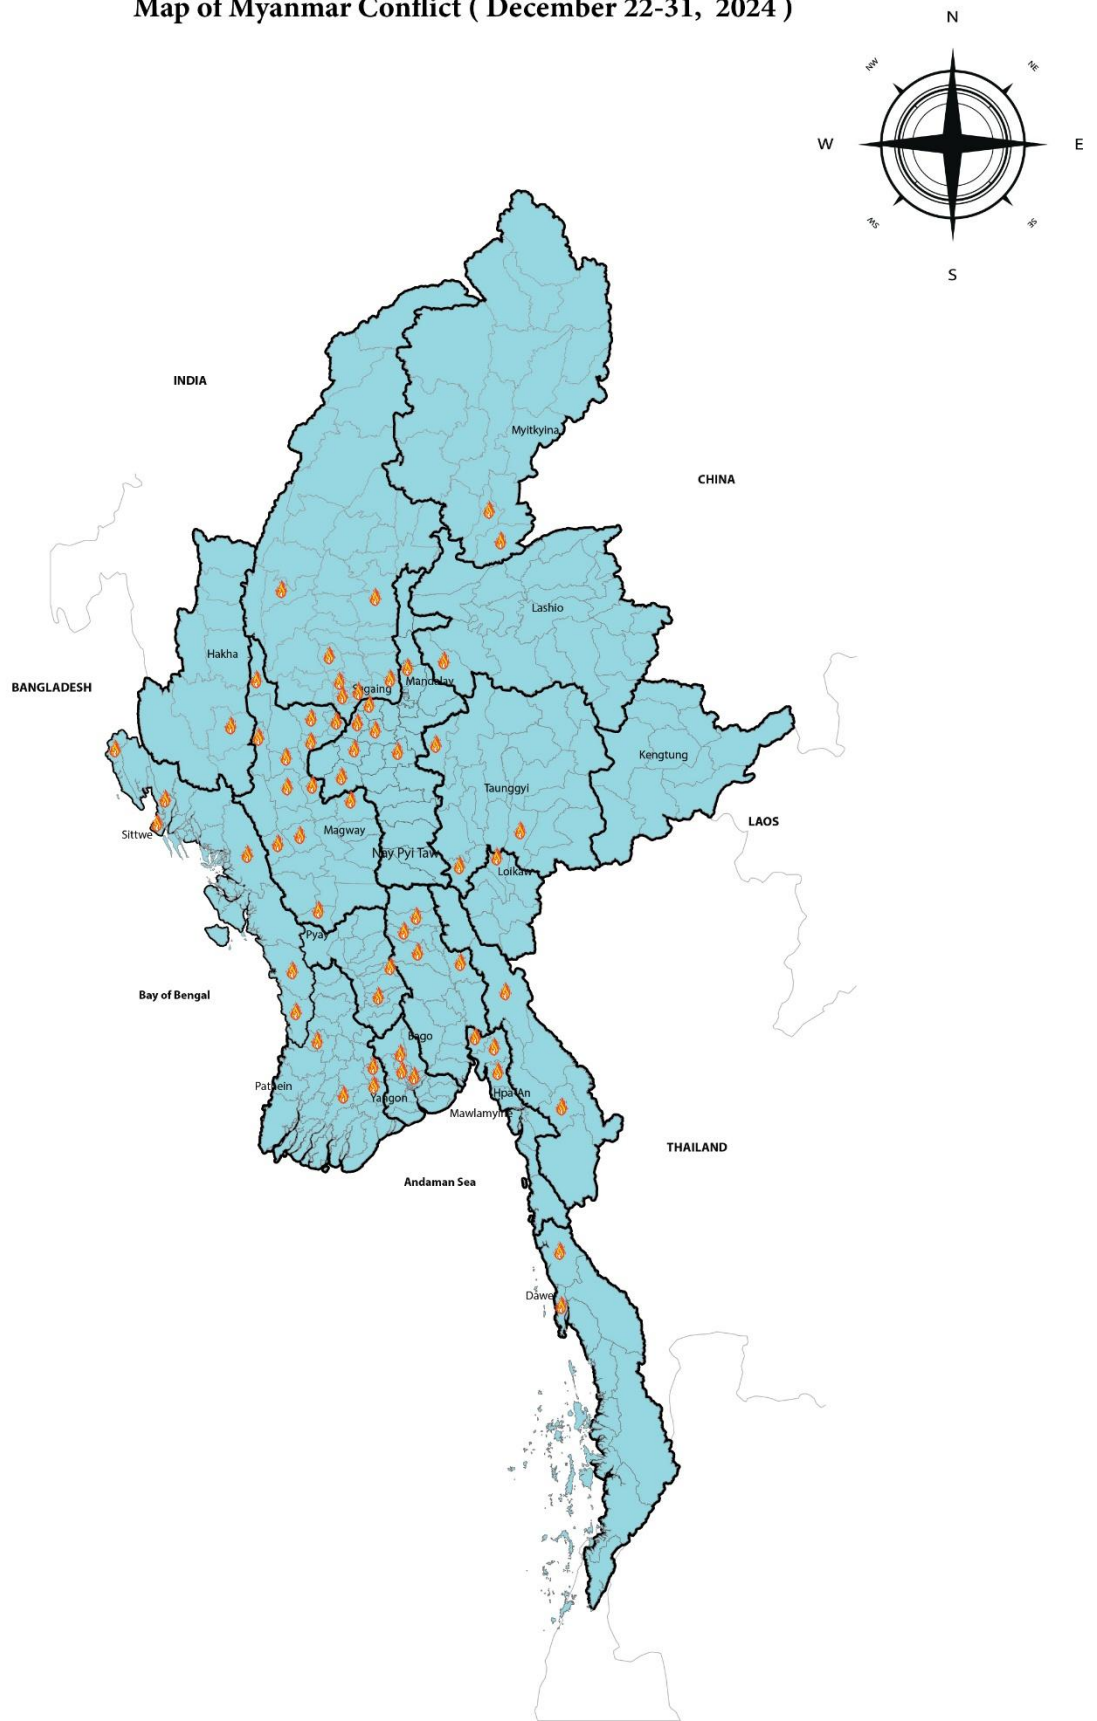 Map of Myanmar Conflict ( December 22-31, 2024 )
N
NW
NE
W
E
SW
SE
S
INDIA
Myitkyina
CHINA
Lashio
Hakha
Mandalay
BANGLADESH
Sagaing
Kengtung
Taunggyi
LAOS
Sittwe
Magway
Nay Pyi Taw
Loikaw
Pyay
Bay of Bengal
Bago
Pathein
Yangon
Hpa-An
Mawlamyine
THAILAND
Andaman Sea
Dawei